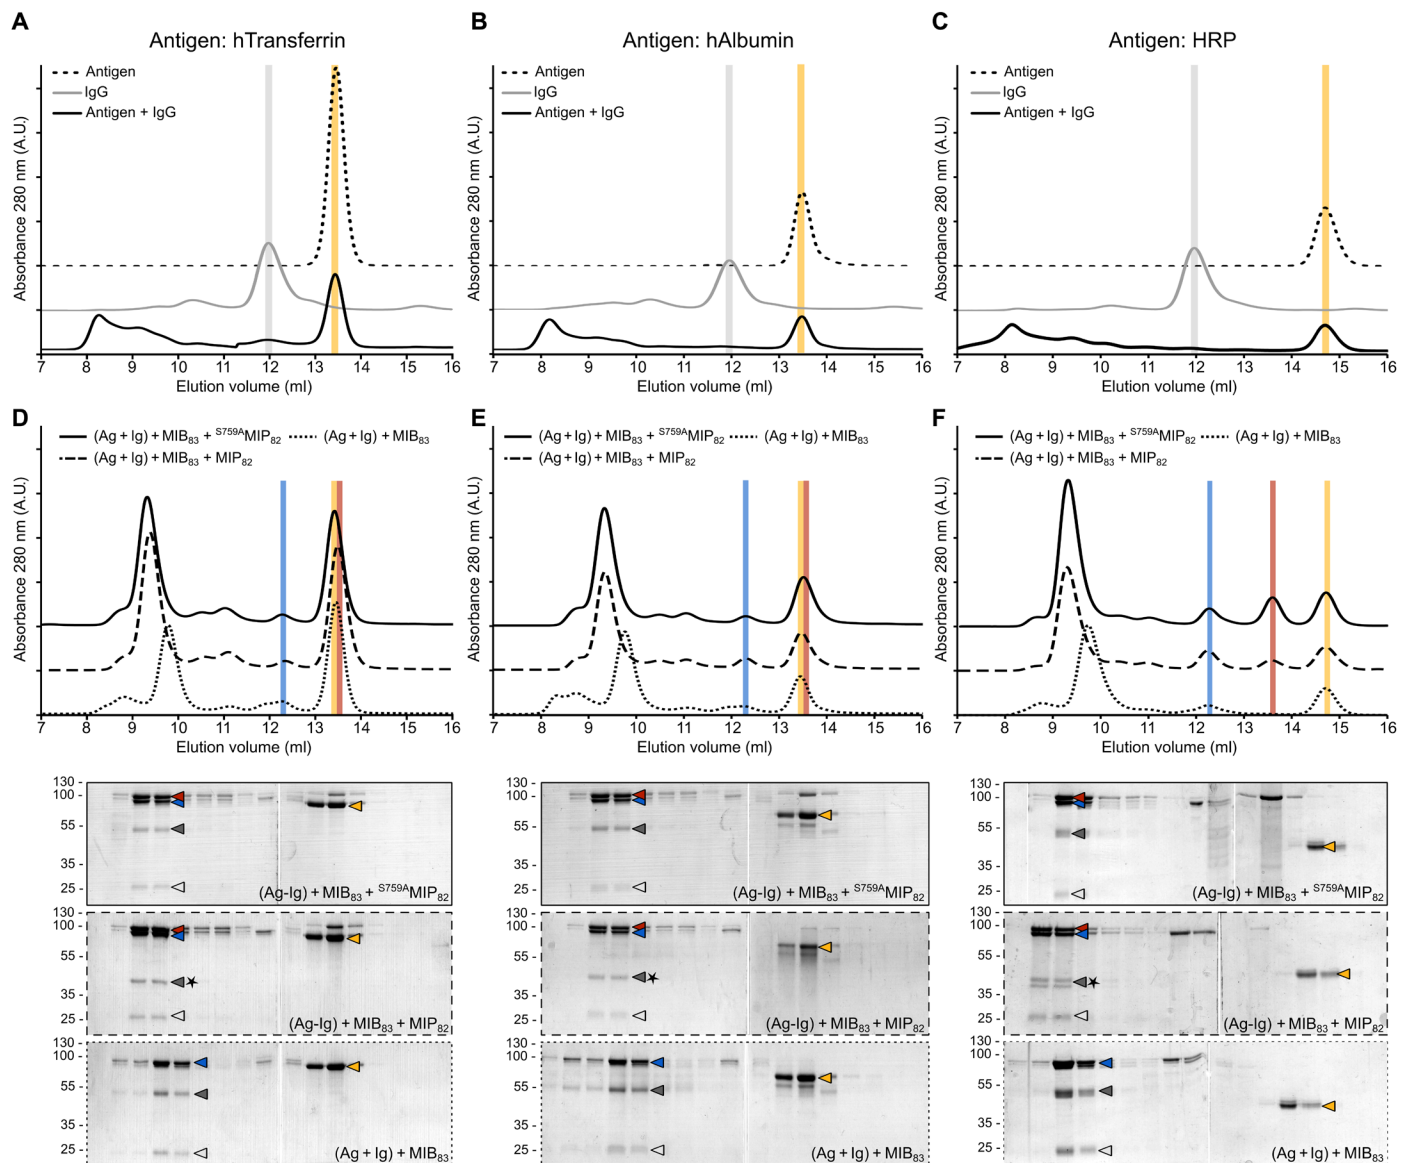 A
Antigen: hTransferrin
Antigen
IgG
Antigen + IgG
Absorbance 280 nm (A.U.)
7 8 9 10 11 12 13 14 15 16
Elution volume (ml)
B
Antigen: hAlbumin
Antigen
IgG
Antigen + IgG
Absorbance 280 nm (A.U.)
7 8 9 10 11 12 13 14 15 16
Elution volume (ml)
C
Antigen: HRP
Antigen
IgG
Antigen + IgG
Absorbance 280 nm (A.U.)
7 8 9 10 11 12 13 14 15 16
Elution volume (ml)
D
(Ag + Ig) + MIB83 + S759AMIP82 (Ag + Ig) + MIB83
(Ag + Ig) + MIB83 + MIP82
Absorbance 280 nm (A.U.)
7 8 9 10 11 12 13 14 15 16
Elution volume (ml)
130 -
100 -
55 -
35 -
25 -
(Ag-Ig) + MIB83 + S759AMIP82
130 -
100 -
55 -
35 -
25 -
(Ag-Ig) + MIB83 + MIP82
130 -
100 -
55 -
35 -
25 -
(Ag + Ig) + MIB83
E
(Ag + Ig) + MIB83 + S759AMIP82 (Ag + Ig) + MIB83
(Ag + Ig) + MIB83 + MIP82
Absorbance 280 nm (A.U.)
7 8 9 10 11 12 13 14 15 16
Elution volume (ml)
130 -
100 -
55 -
35 -
25 -
(Ag-Ig) + MIB83 + S759AMIP82
130 -
100 -
55 -
35 -
25 -
(Ag-Ig) + MIB83 + MIP82
130 -
100 -
55 -
35 -
25 -
(Ag + Ig) + MIB83
F
(Ag + Ig) + MIB83 + S759AMIP82 (Ag + Ig) + MIB83
(Ag + Ig) + MIB83 + MIP82
Absorbance 280 nm (A.U.)
7 8 9 10 11 12 13 14 15 16
Elution volume (ml)
130 -
100 -
55 -
35 -
25 -
(Ag-Ig) + MIB83 + S759AMIP82
130 -
100 -
55 -
35 -
25 -
(Ag-Ig) + MIB83 + MIP82
130 -
100 -
55 -
35 -
25 -
(Ag + Ig) + MIB83